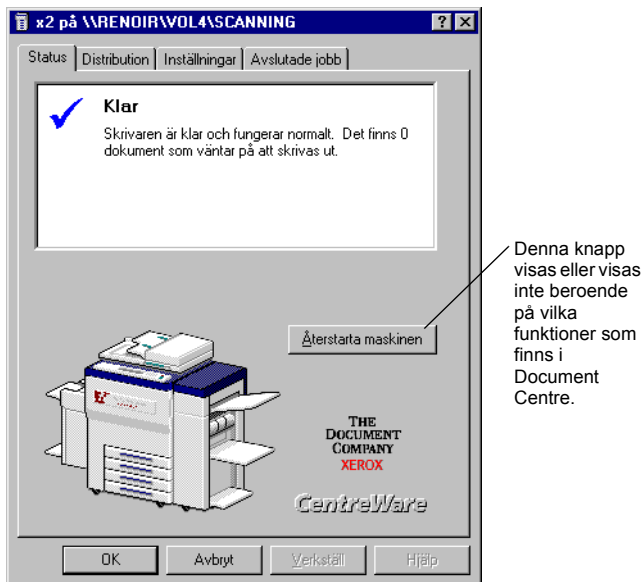 x2 på \\RENOIR\VOL4\SCANNING
Status Distribution Inställningar Avslutade jobb
Klar
Skrivaren är klar och fungerar normalt. Det finns 0
dokument som väntar på att skrivas ut.
Denna knapp
visas eller visas
inte beroende
på vilka
funktioner som
finns i
Document
Centre.
Återstarta maskinen
THE
DOCUMENT
COMPANY
XEROX
CentreWare
OK Avbryt Verkställ Hjälp